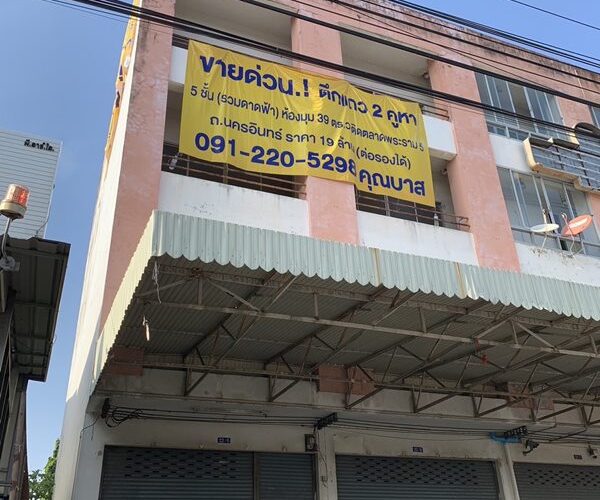 ขายด่วน.! ตึกแถว 2 คูหา
5 ชั้น (รวมดาดฟ้า) ห้องมุม 39 ตร.ว ติดตลาดพระราม 5
ถ.นครอินทร์ ราคา 19 ล้าน (ต่อรองได้)
091-220-5298 คุณบาส